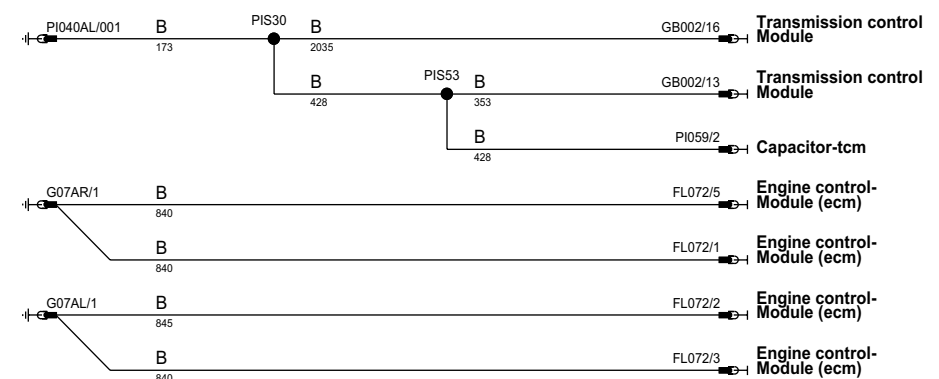 PI040AL/001 B PIS30 B GB002/16 Transmission control
Module
173 2035
B PIS53 B GB002/13 Transmission control
Module
428 353
B PI059/2 Capacitor-tcm
428
G07AR/1 B FL072/5 Engine control-
Module (ecm)
840
B FL072/1 Engine control-
Module (ecm)
840
G07AL/1 B FL072/2 Engine control-
Module (ecm)
845
B FL072/3 Engine control-
Module (ecm)
840